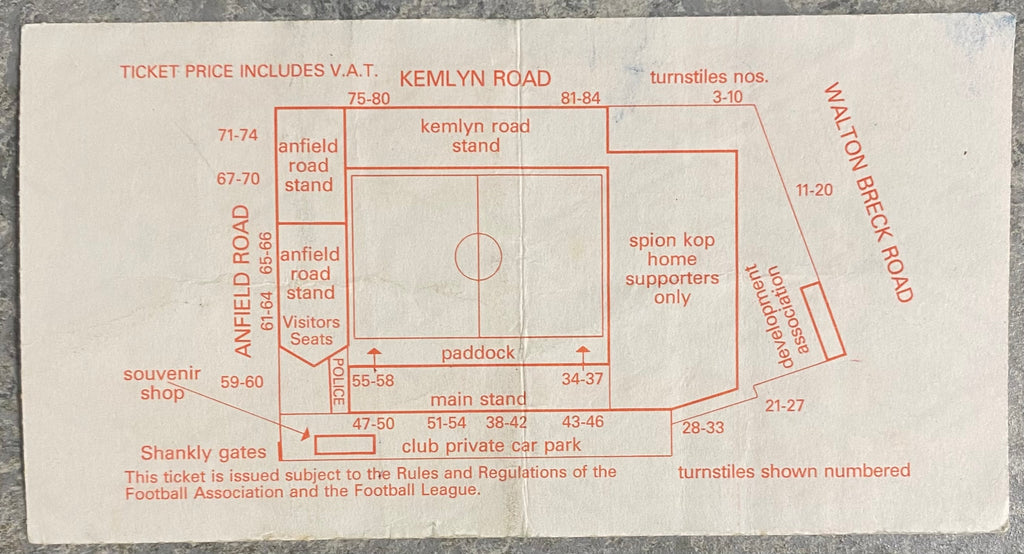 TICKET PRICE INCLUDES V.A.T.
KEMLYN ROAD
turnstiles nos.
75-80
81-84
3-10
WALTON BRECK ROAD
71-74
anfield
road
stand
kemlyn road
stand
67-70
11-20
ANFIELD ROAD
65-66
61-64
anfield
road
stand
Visitors
Seats
spion kop
home
supporters
only
development
association
paddock
POLICE
souvenir
shop
59-60
55-58
34-37
main stand
21-27
47-50
51-54
38-42
43-46
28-33
Shankly gates
club private car park
This ticket is issued subject to the Rules and Regulations of the
Football Association and the Football League.
turnstiles shown numbered